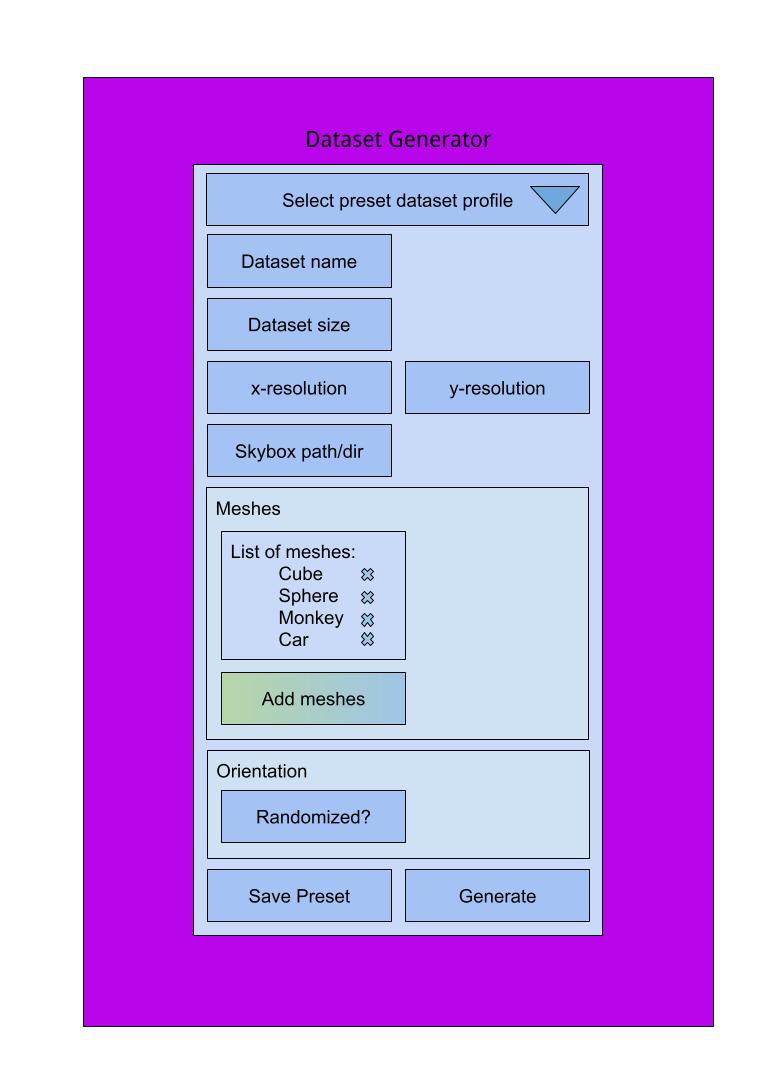 Dataset Generator
Select preset dataset profile
Dataset name
Dataset size
x-resolution
y-resolution
Skybox path/dir
Meshes
List of meshes:
Cube
Sphere
Monkey
Car
Add meshes
Orientation
Randomized?
Save Preset
Generate